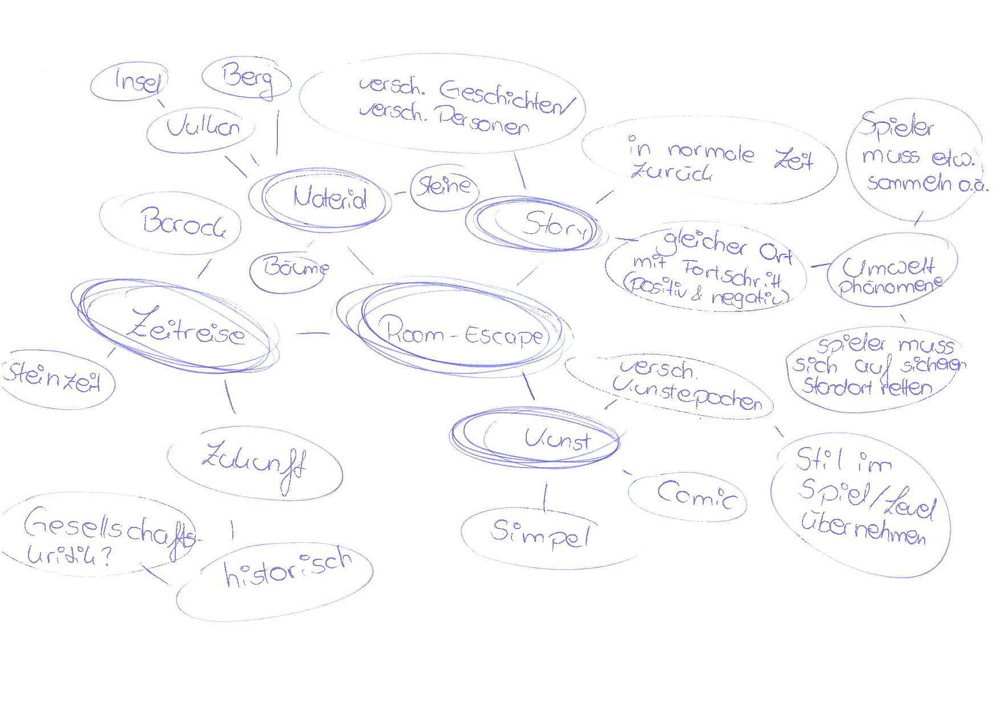 Insel
Berg
Vulkan
versch. Geschichten/
versch. Personen
in normale Zeit
zurück
Spieler
muss etw.
sammeln o.ä.
Material
Steine
Story
Barock
gleicher Ort
mit Fortschritt
(positiv & negativ)
Umwelt
phänomene
Bäume
Zeitreise
Room-Escape
Steinzeit
spieler muss
sich auf sicheren
Standort retten
versch.
Kunstepochen
Kunst
Zukunft
Stil im
Spiel/Level
übernehmen
Comic
Simpel
Gesellschafts-
kritik?
historisch